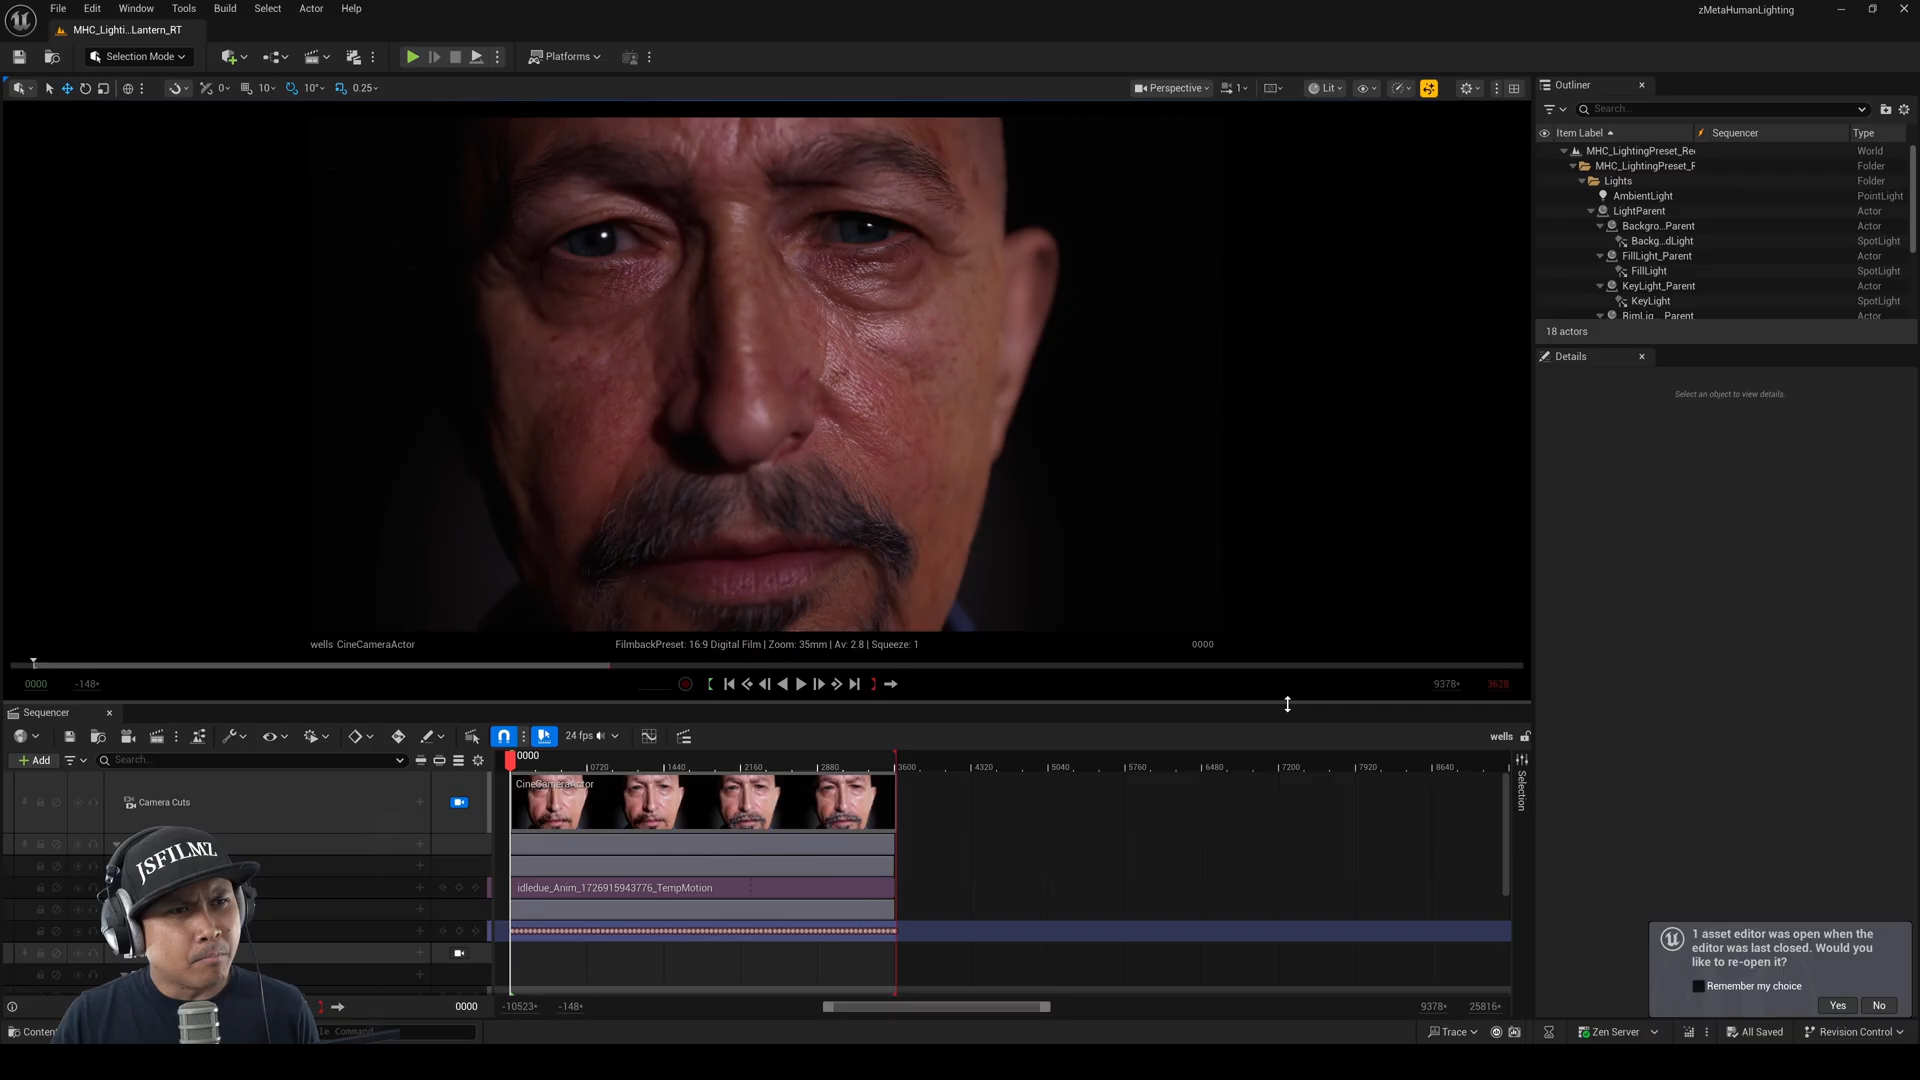 File Edit Window Tools Build Select Actor Help
zMetaHumanLighting
MHC_Lighti...Lantern_RT
Selection Mode
Platforms
0 10 10° 0.25
Perspective 1 Lit
Outliner
Search...
Item Label Sequencer Type
MHC_LightingPreset_Re World
MHC_LightingPreset_F Folder
Lights Folder
AmbientLight PointLight
LightParent Actor
Backgro...Parent Actor
Backg...dLight SpotLight
FillLight_Parent Actor
FillLight SpotLight
KeyLight_Parent Actor
KeyLight SpotLight
RimLig... Parent Actor
18 actors
Details
Select an object to view details.
wells CineCameraActor
FilmbackPreset: 16:9 Digital Film | Zoom: 35mm | Av: 2.8 | Squeeze: 1
0000
0000 -148+
9378+ 3628
Sequencer
24 fps
wells
Add
Search...
0000
0720 1440 2160 2880 3600 4320 5040 5760 6480 7200 7920 8640
Selection
CineCameraActor
Camera Cuts
JSFILMZ
idledue_Anim_1726915943776_TempMotion
1 asset editor was open when the
editor was last closed. Would you
like to re-open it?
Remember my choice
Yes No
0000
-10523+ -148+
9378+ 25816+
Conten
le Command
Trace
Zen Server
All Saved
Revision Control